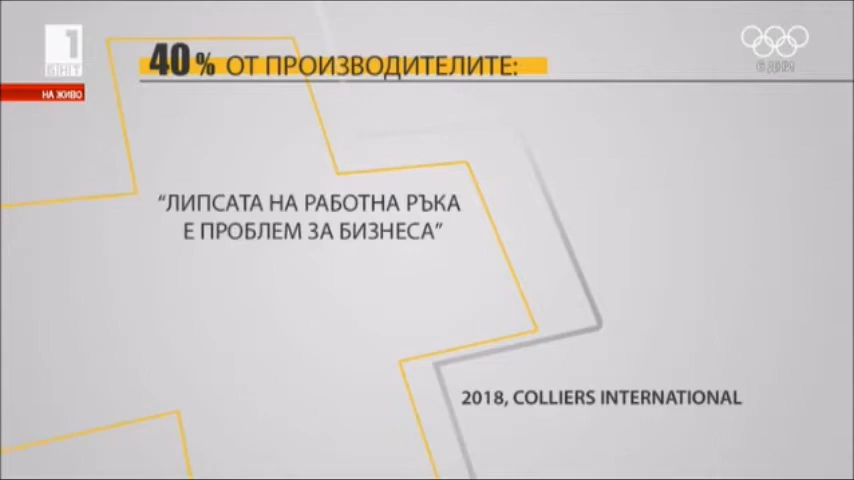 1
БНТ
НА ЖИВО
40% ОТ ПРОИЗВОДИТЕЛИТЕ:
6 ДНИ
“ЛИПСАТА НА РАБОТНА РЪКА
Е ПРОБЛЕМ ЗА БИЗНЕСА”
2018, COLLIERS INTERNATIONAL